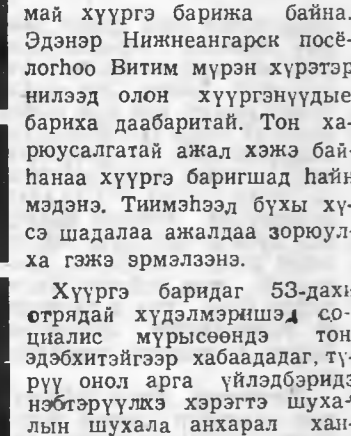 май хүүргэ барижа байна.
Эдэнэр Нижнеангарск посё-
логһоо Витим мүрэн хүрэтэр
нилээд олон хүүргэнүүдые
бариха даабаритай. Тон ха-
рюусалгатай ажал хэжэ бай-
һанаа хүүргэ баригшад һайн
мэдэнэ. Тиимэһээл бүхы хү-
сэ шадалаа ажалдаа зорюул-
ха гэжэ эрмэлзэнэ.
Хүүргэ баридаг 53-дахи
отрядай хүдэлмэришэд со-
циалис мүрысөөндэ тон
эдэбхитэйгээр хабаададаг, тү-
рүү онол арга үйлэдбэридэ
нэбтэрүүлхэ хэрэгтэ шуха-
лын шухала анхарал хан-